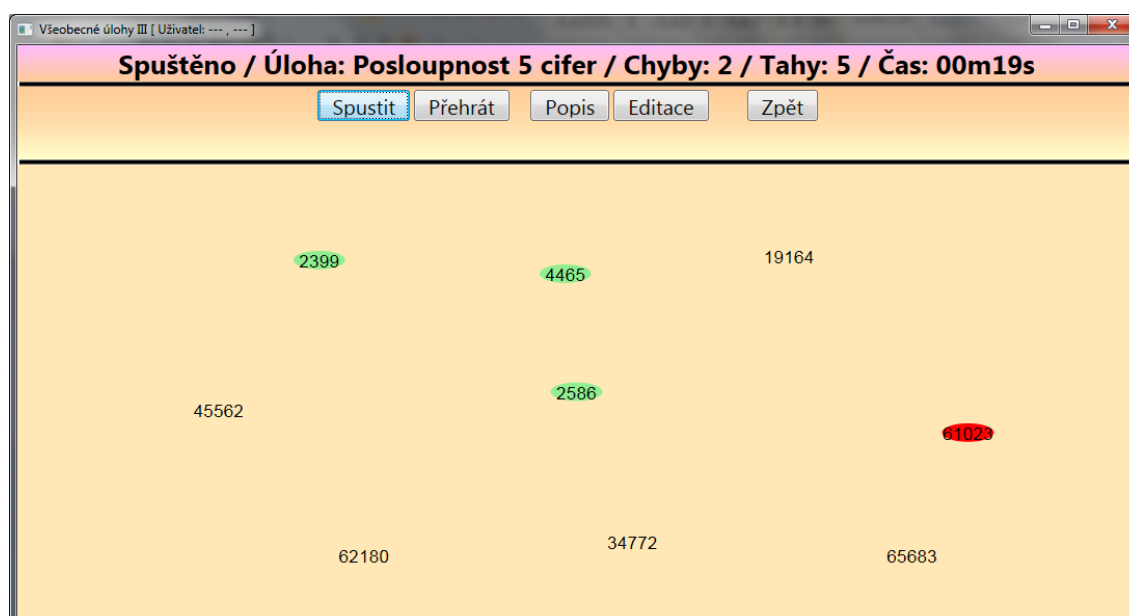 Všeobecné úlohy III [ Uživatel: --- , --- ]
Spuštěno / Úloha: Posloupnost 5 cifer / Chyby: 2 / Tahy: 5 / Čas: 00m19s
Spustit Přehrát Popis Editace Zpět
2399 4465 19164
45562 2586 61023
62180 34772 65683